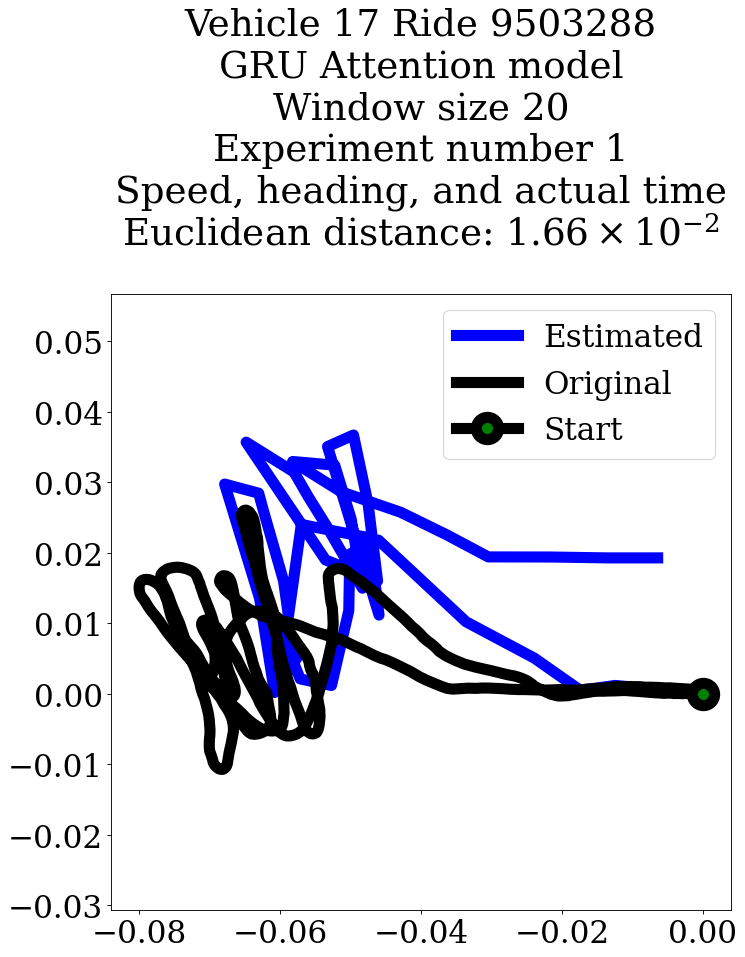 Vehicle 17 Ride 9503288
GRU Attention model
Window size 20
Experiment number 1
Speed, heading, and actual time
Euclidean distance: 1.66 × 10⁻²
Estimated
Original
Start
0.05
0.04
0.03
0.02
0.01
0.00
−0.01
−0.02
−0.03
−0.08 −0.06 −0.04 −0.02 0.00